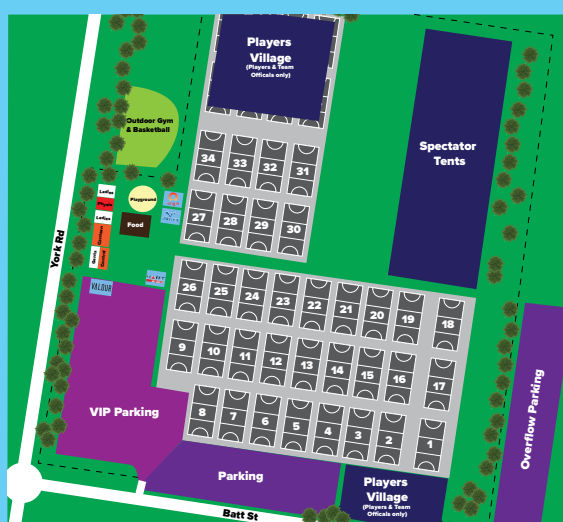 Players
Village
(Players & Team
Officals only)
Spectator
Tents
Outdoor Gym
& Basketball
34
33
32
31
Ladies
Playground
Ladies
Food
27
28
29
30
York Rd
VALOUR
26
25
24
23
22
21
20
19
18
9
10
11
12
13
14
15
16
17
8
7
6
5
4
3
2
1
VIP Parking
Parking
Overflow Parking
Players
Village
(Players & Team
Officals only)
Batt St